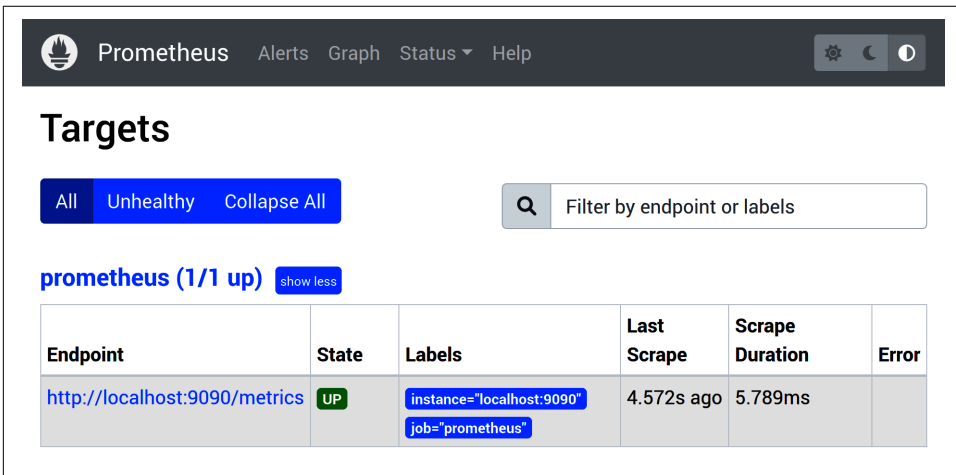 Prometheus Alerts Graph Status Help
Targets
All Unhealthy Collapse All
Filter by endpoint or labels
prometheus (1/1 up) show less
Endpoint State Labels Last Scrape Scrape Duration Error
http://localhost:9090/metrics UP instance="localhost:9090" 4.572s ago 5.789ms
job="prometheus"